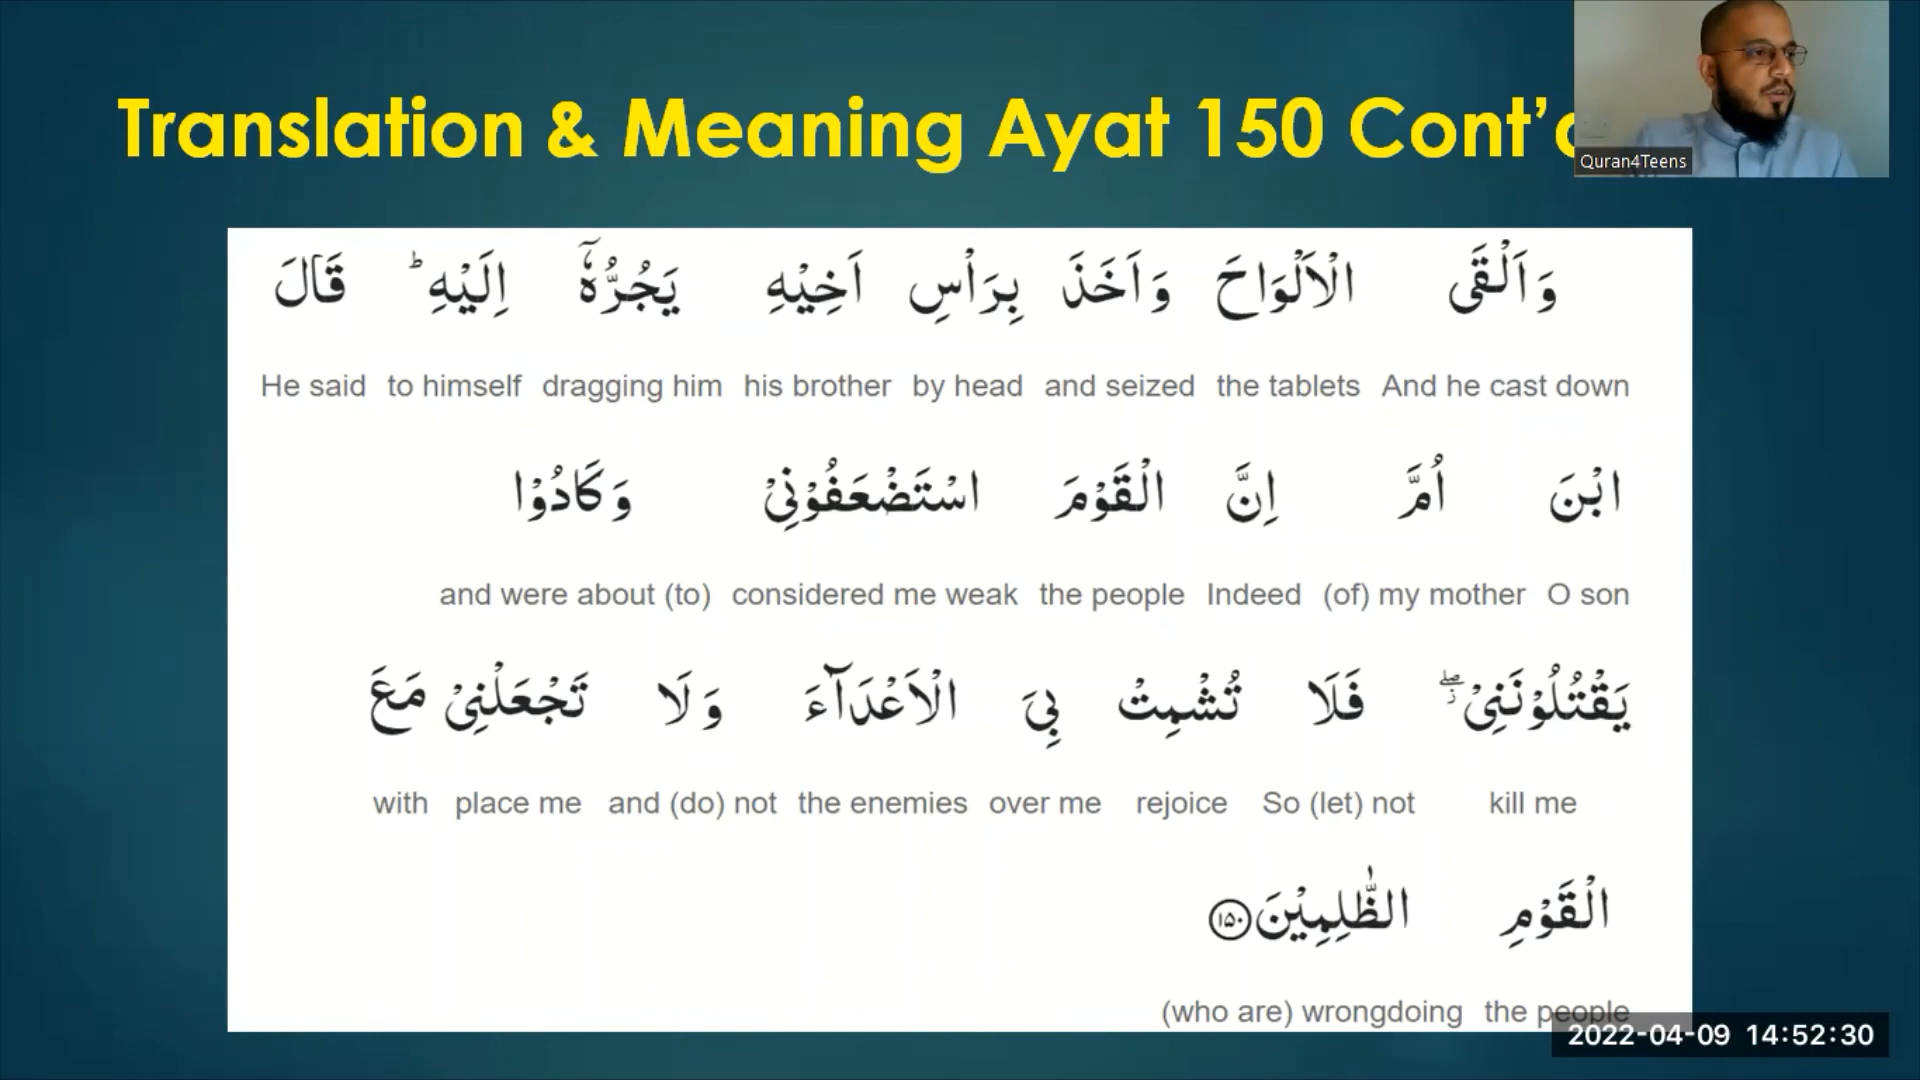 Translation & Meaning Ayat 150 Cont’d
Quran4Teens
وَاَلْقَى الْاَلْوَاحَ وَاَخَذَ بِرَاْسِ اَخِيْهِ يَجُرُّهٗۤ اِلَيْهِ ؕ قَالَ
He said to himself dragging him his brother by head and seized the tablets And he cast down
ابْنَ اُمَّ اِنَّ الْقَوْمَ اسْتَضْعَفُوْنِیْ وَكَادُوْا
and were about (to) considered me weak the people Indeed (of) my mother O son
يَقْتُلُوْنَنِیْ ۖ ز فَلَا تُشْمِتْ بِیَ الْاَعْدَآءَ وَلَا تَجْعَلْنِیْ مَعَ
with place me and (do) not the enemies over me rejoice So (let) not kill me
الْقَوْمِ الظّٰلِمِيْنَ ۱۵۰
(who are) wrongdoing the people
2022-04-09 14:52:30